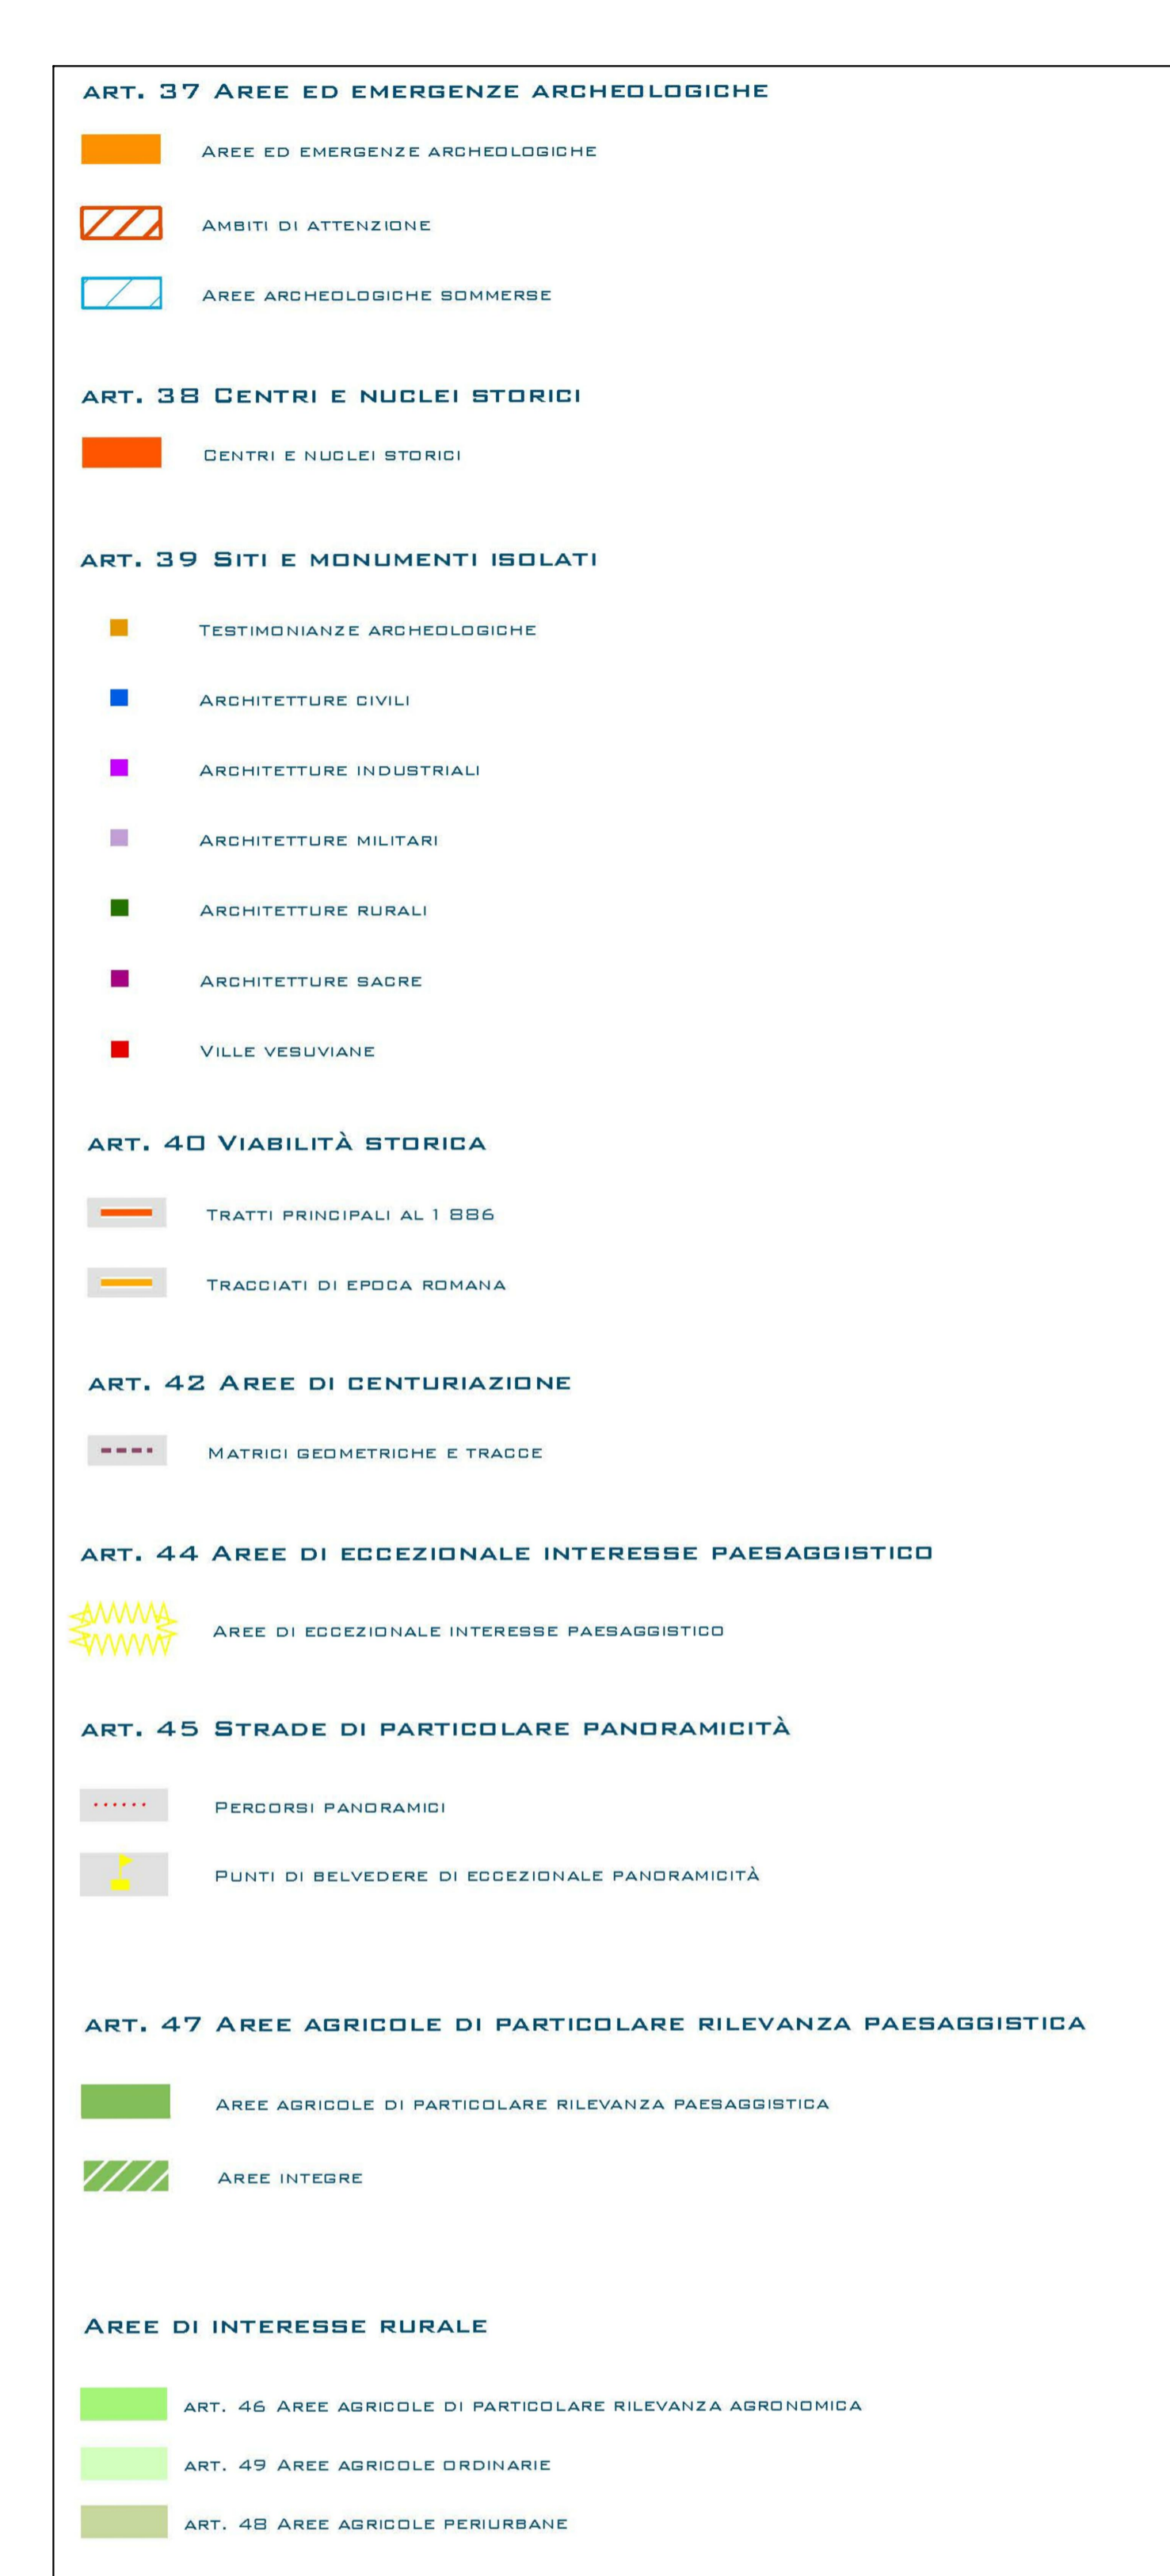 ART. 37 AREE ED EMERGENZE ARCHEOLOGICHE
AREE ED EMERGENZE ARCHEOLOGICHE
AMBITI DI ATTENZIONE
AREE ARCHEOLOGICHE SOMMERSE
ART. 38 CENTRI E NUCLEI STORICI
CENTRI E NUCLEI STORICI
ART. 39 SITI E MONUMENTI ISOLATI
TESTIMONIANZE ARCHEOLOGICHE
ARCHITETTURE CIVILI
ARCHITETTURE INDUSTRIALI
ARCHITETTURE MILITARI
ARCHITETTURE RURALI
ARCHITETTURE SACRE
VILLE VESUVIANE
ART. 40 VIABILITÀ STORICA
TRATTI PRINCIPALI AL 1886
TRACCIATI DI EPOCA ROMANA
ART. 42 AREE DI CENTURIAZIONE
MATRICI GEOMETRICHE E TRACCE
ART. 44 AREE DI ECCEZIONALE INTERESSE PAESAGGISTICO
AREE DI ECCEZIONALE INTERESSE PAESAGGISTICO
ART. 45 STRADE DI PARTICOLARE PANORAMICITÀ
PERCORSI PANORAMICI
PUNTI DI BELVEDERE DI ECCEZIONALE PANORAMICITÀ
ART. 47 AREE AGRICOLE DI PARTICOLARE RILEVANZA PAESAGGISTICA
AREE AGRICOLE DI PARTICOLARE RILEVANZA PAESAGGISTICA
AREE INTEGRE
AREE DI INTERESSE RURALE
ART. 46 AREE AGRICOLE DI PARTICOLARE RILEVANZA AGRONOMICA
ART. 49 AREE AGRICOLE ORDINARIE
ART. 48 AREE AGRICOLE PERIURBANE